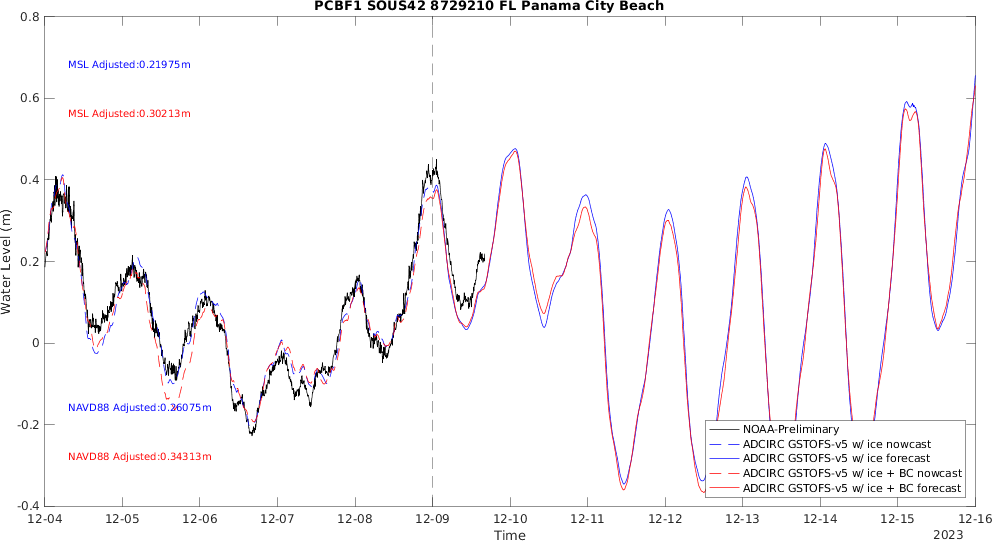 PCBF1 SOUS42 8729210 FL Panama City Beach
0.8
0.6
0.4
0.2
0
-0.2
-0.4
Water Level (m)
MSL Adjusted:0.21975m
MSL Adjusted:0.30213m
NAVD88 Adjusted:0.26075m
NAVD88 Adjusted:0.34313m
NOAA-Preliminary
ADCIRC GSTOFS-v5 w/ ice nowcast
ADCIRC GSTOFS-v5 w/ ice forecast
ADCIRC GSTOFS-v5 w/ ice + BC nowcast
ADCIRC GSTOFS-v5 w/ ice + BC forecast
12-04 12-05 12-06 12-07 12-08 12-09 12-10 12-11 12-12 12-13 12-14 12-15 12-16
Time
2023